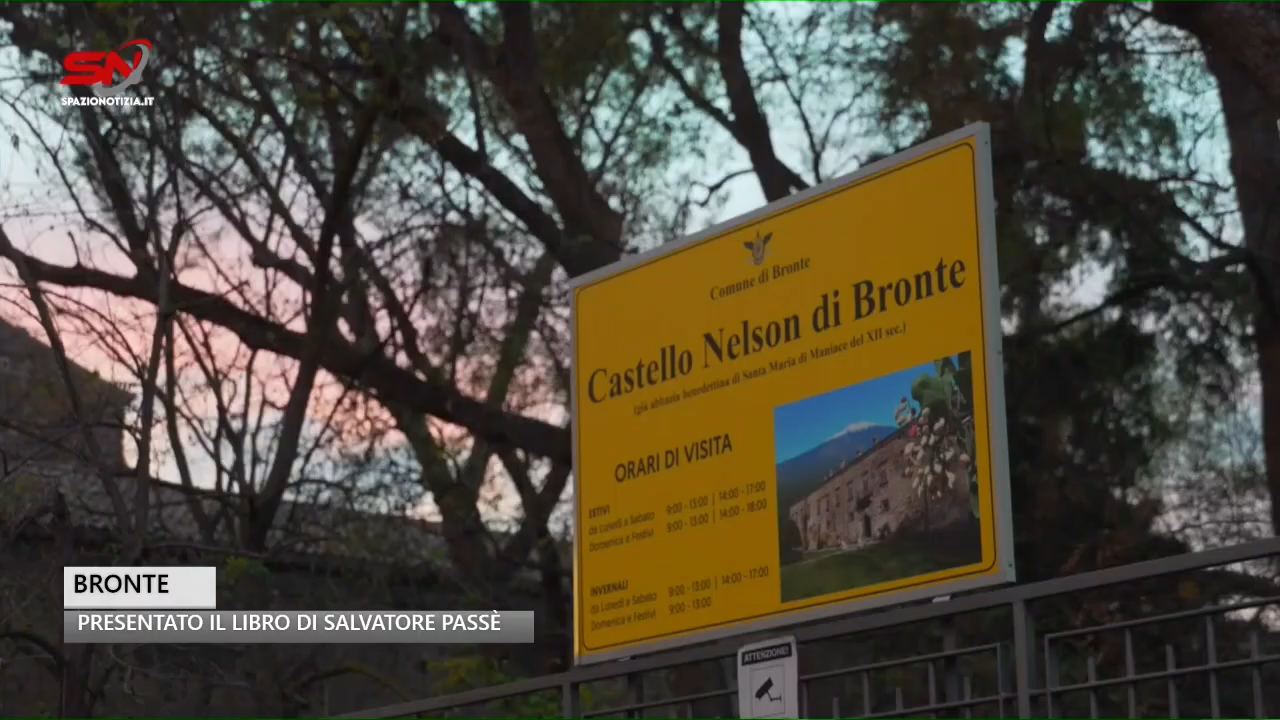 SN
SPAZIONOTIZIA.IT
Comune di Bronte
Castello Nelson di Bronte
(già abbazia benedettina di Santa Maria di Maniace del XII sec.)
ORARI DI VISITA
ESTIVI
da Lunedì a Sabato 9:00 - 13:00 | 14:00 - 17:00
Domenica e Festivi 9:00 - 13:00 | 14:00 - 18:00
INVERNALI
da Lunedì a Sabato 9:00 - 13:00 | 14:00 - 17:00
Domenica e Festivi 9:00 - 13:00
ATTENZIONE!
BRONTE
PRESENTATO IL LIBRO DI SALVATORE PASSÈ